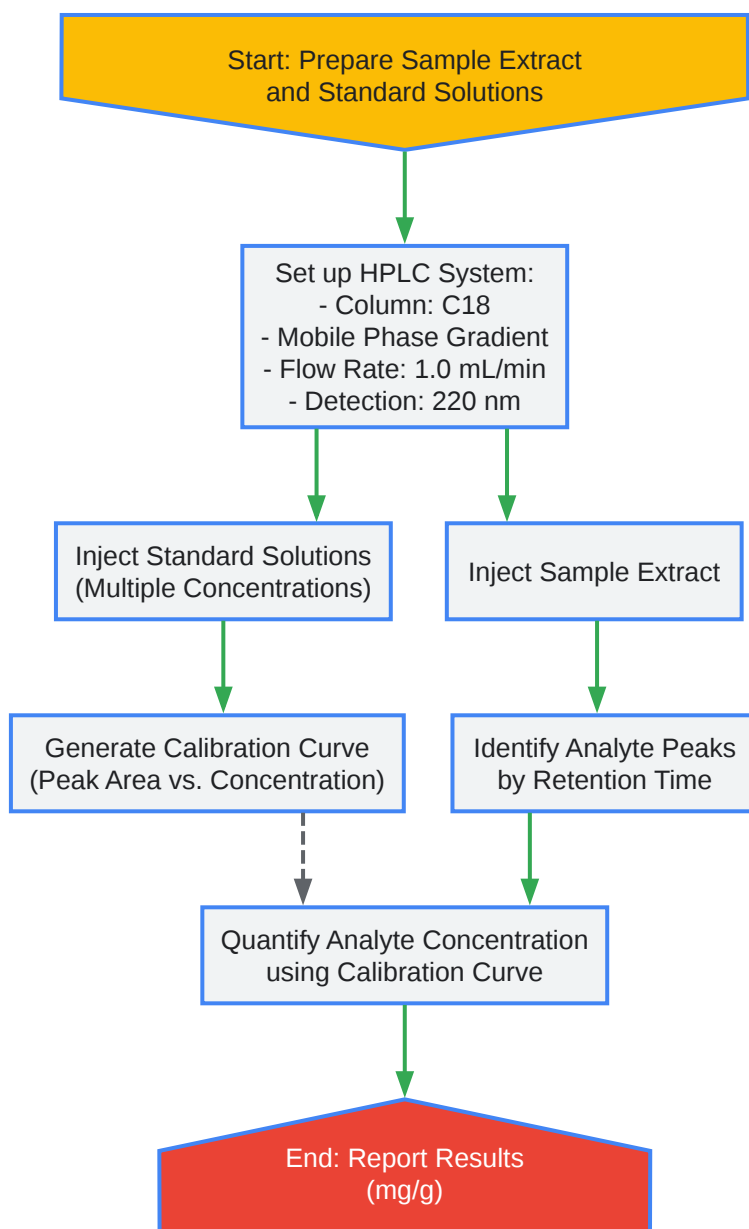 Start: Prepare Sample Extract
and Standard Solutions
Set up HPLC System:
- Column: C18
- Mobile Phase Gradient
- Flow Rate: 1.0 mL/min
- Detection: 220 nm
Inject Standard Solutions
(Multiple Concentrations)
Inject Sample Extract
Generate Calibration Curve
(Peak Area vs. Concentration)
Identify Analyte Peaks
by Retention Time
Quantify Analyte Concentration
using Calibration Curve
End: Report Results
(mg/g)